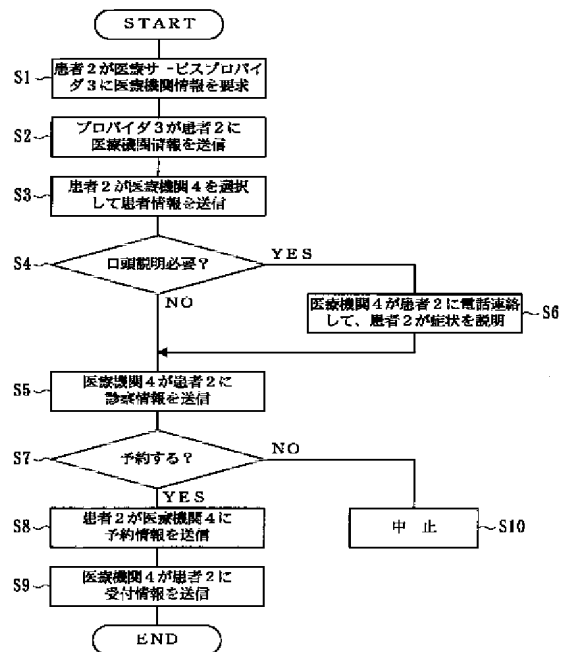 START
S1
患者2が医療サービスプロバイ
ダ3に医療機関情報を要求
S2
プロバイダ3が患者2に
医療機関情報を送信
S3
患者2が医療機関4を選択
して患者情報を送信
S4
口頭説明必要?
YES
NO
医療機関4が患者2に電話連絡
して、患者2が症状を説明
S6
S5
医療機関4が患者2に
診察情報を送信
S7
予約する?
NO
YES
S8
患者2が医療機関4に
予約情報を送信
中 止
S10
S9
医療機関4が患者2に
受付情報を送信
END